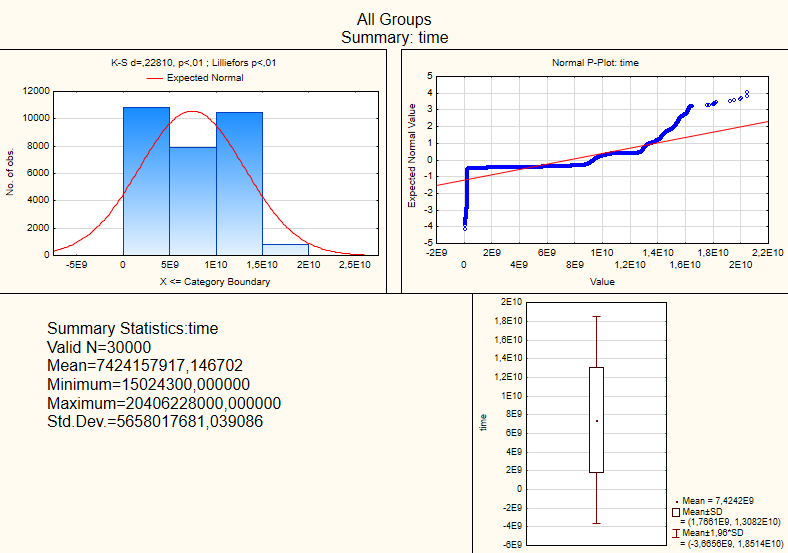 All Groups
Summary: time
K-S d=,22810, p<,01 ; Lilliefors p<,01
Expected Normal
12000
10000
8000
6000
4000
2000
0
No. of obs.
-5E9 0 5E9 1E10 1,5E10 2E10 2,5E10
X <= Category Boundary
Normal P-Plot: time
5
4
3
2
1
0
-1
-2
-3
-4
-5
Expected Normal Value
-2E9 2E9 6E9 1E10 1,4E10 1,8E10 2,2E10
0 4E9 8E9 1,2E10 1,6E10 2E10
Value
Summary Statistics:time
Valid N=30000
Mean=7424157917,146702
Minimum=15024300,000000
Maximum=20406228000,000000
Std.Dev.=5658017681,039086
2E10
1,8E10
1,6E10
1,4E10
1,2E10
1E10
8E9
6E9
4E9
2E9
0
-2E9
-4E9
-6E9
time
Mean = 7,4242E9
Mean±SD
= (1,7661E9, 1,3082E10)
Mean±1,96*SD
= (-3,6656E9, 1,8514E10)